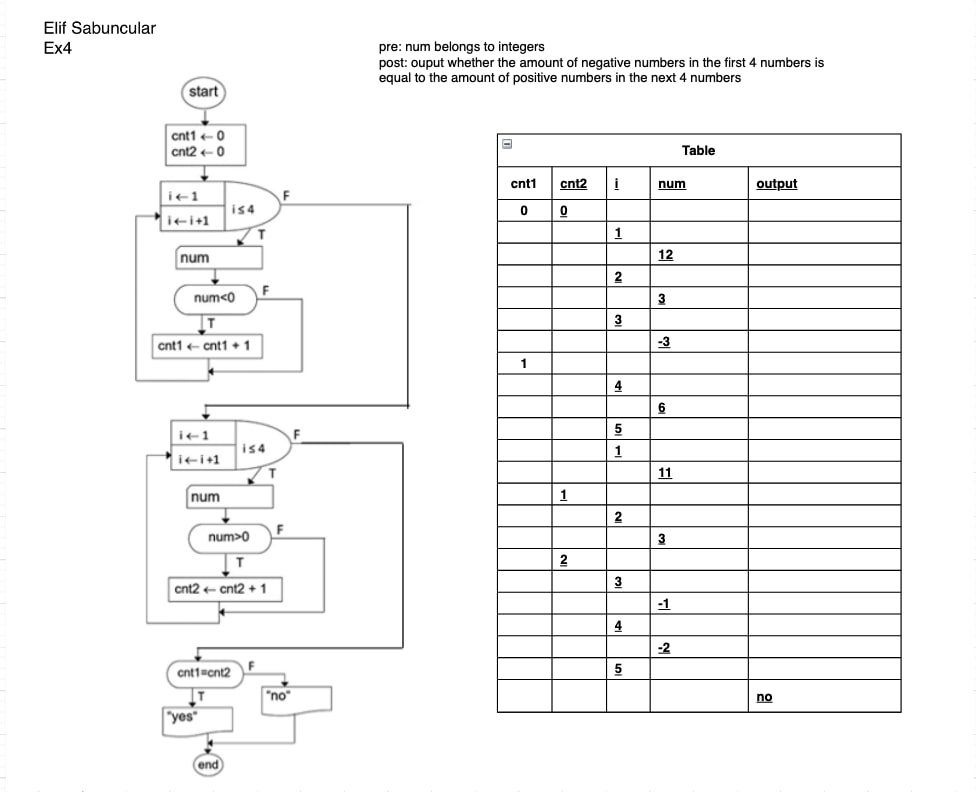 Elif Sabuncular
Ex4
pre: num belongs to integers
post: ouput whether the amount of negative numbers in the first 4 numbers is
equal to the amount of positive numbers in the next 4 numbers
start
cnt1 ← 0
cnt2 ← 0
i ← 1
i ← i+1
i ≤ 4
F
T
num
num<0
F
T
cnt1 ← cnt1 + 1
i ← 1
i ← i+1
i ≤ 4
F
T
num
num>0
F
T
cnt2 ← cnt2 + 1
cnt1=cnt2
F
T
"no"
"yes"
end
Table
cnt1 cnt2 i num output
0 0
1
12
2
3
3
-3
1
4
6
5
1
11
1
2
3
2
3
-1
4
-2
5
no